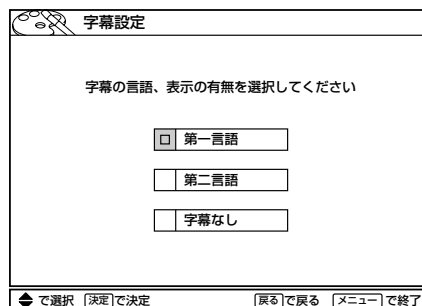 字幕設定
字幕の言語、表示の有無を選択してください
第一言語
第二言語
字幕なし
で選択 決定で決定 戻るで戻る メニューで終了